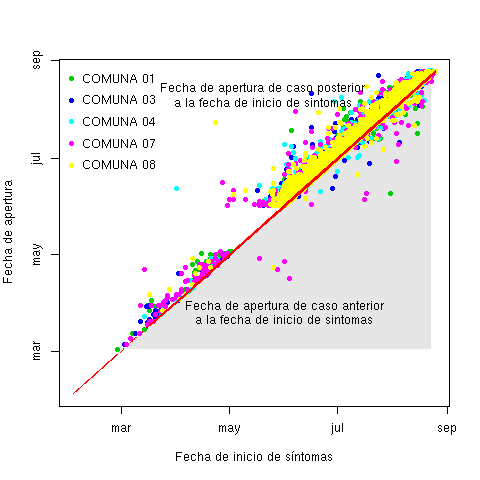 COMUNA 01
COMUNA 03
COMUNA 04
COMUNA 07
COMUNA 08
Fecha de apertura de caso posterior
a la fecha de inicio de sintomas
Fecha de apertura de caso anterior
a la fecha de inicio de sintomas
Fecha de apertura
sep
jul
may
mar
mar
may
jul
sep
Fecha de inicio de síntomas